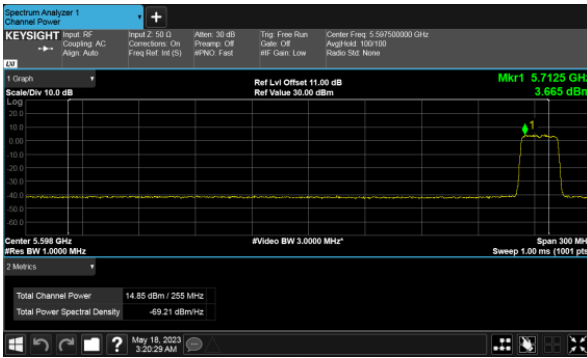 Spectrum Analyzer 1
Channel Power
+
KEYSIGHT Input: RF Input Z: 50 Ω Atten: 30 dB Trig: Free Run Center Freq: 5.597500000 GHz
Coupling: AC Corrections: On Preamp: Off Gate: Off Avg|Hold: 100/100
Align: Auto Freq Ref: Int (S) #PNO: Fast #IF Gain: Low Radio Std: None
LXI
1 Graph Ref Lvl Offset 11.00 dB Mkr1 5.7125 GHz
Scale/Div 10.0 dB Ref Value 30.00 dBm 3.665 dBm
Log
20.0
10.0
0.00
-10.0
-20.0
-30.0
-40.0
-50.0
-60.0
1
Center 5.598 GHz #Video BW 3.0000 MHz* Span 300 MH
#Res BW 1.0000 MHz Sweep 1.00 ms (1001 pts
2 Metrics
Total Channel Power 14.85 dBm / 255 MHz
Total Power Spectral Density -69.21 dBm/Hz
?
May 18, 2023
3:20:29 AM